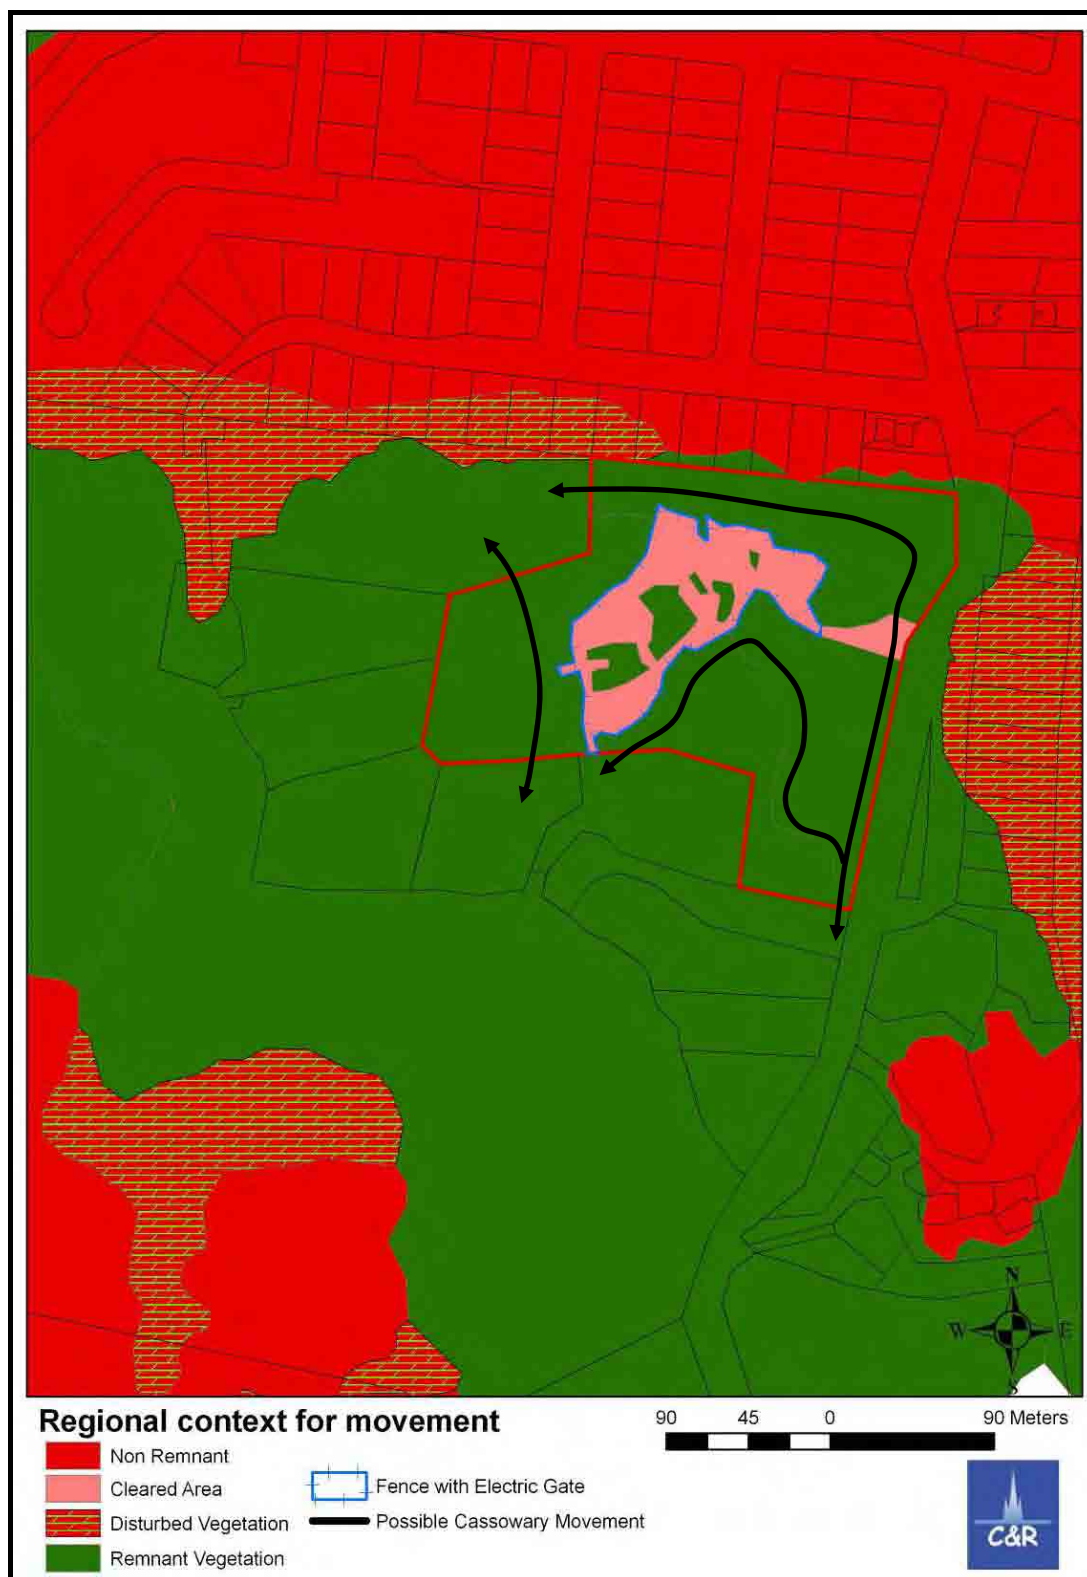 N
W E
S
Regional context for movement
90 45 0 90 Meters
Non Remnant
Cleared Area
Fence with Electric Gate
Disturbed Vegetation
Possible Cassowary Movement
Remnant Vegetation
C&R